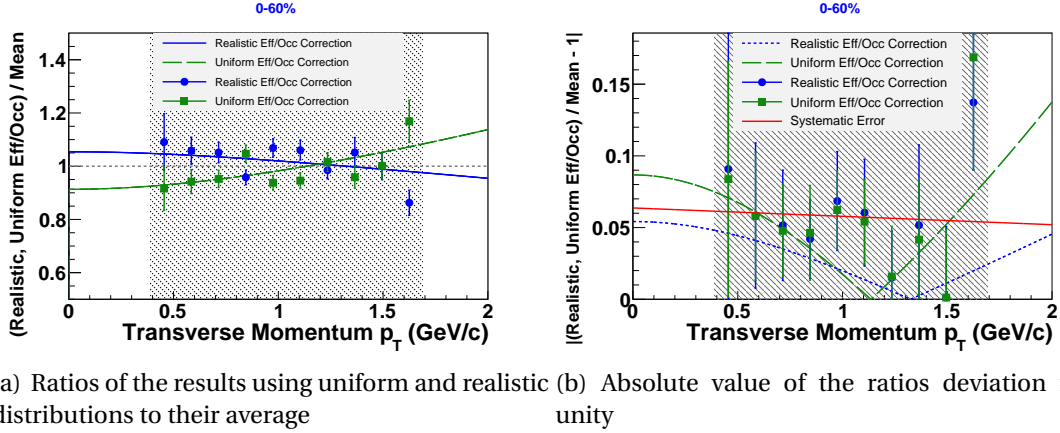 0-60%
(Realistic, Uniform Eff/Occ) / Mean
1.4
1.2
1
0.8
0.6
Realistic Eff/Occ Correction
Uniform Eff/Occ Correction
Realistic Eff/Occ Correction
Uniform Eff/Occ Correction
0 0.5 1 1.5 2
Transverse Momentum p_T (GeV/c)
0-60%
|(Realistic, Uniform Eff/Occ) / Mean - 1|
0.15
0.1
0.05
0
Realistic Eff/Occ Correction
Uniform Eff/Occ Correction
Realistic Eff/Occ Correction
Uniform Eff/Occ Correction
Systematic Error
0 0.5 1 1.5 2
Transverse Momentum p_T (GeV/c)
a) Ratios of the results using uniform and realistic
distributions to their average
(b) Absolute value of the ratios deviation
unity